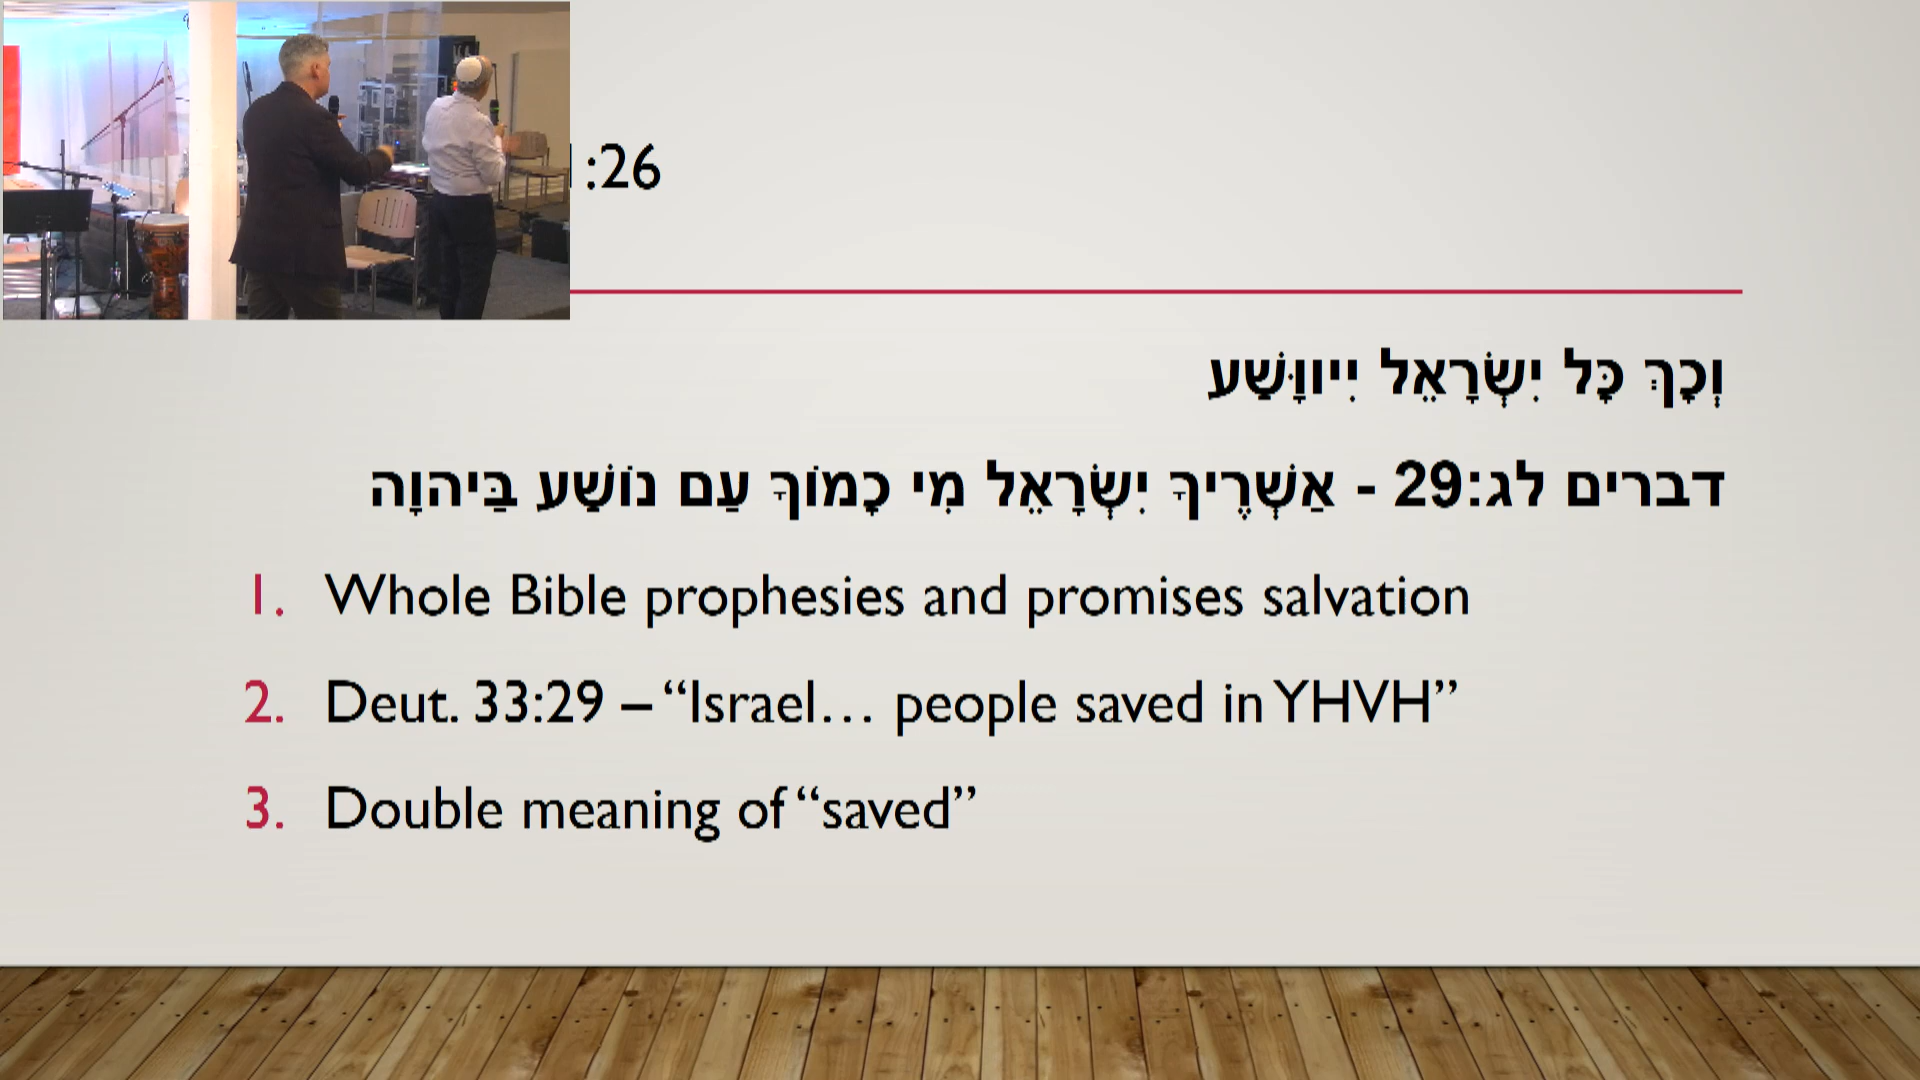 :26
וְכָךְ כָּל יִשְׂרָאֵל יִיווָּשַׁע
דברים לג:29 - אַשְׁרֶיךָ יִשְׂרָאֵל מִי כָמוֹךָ עַם נוֹשַׁע בַּיהוָה
1. Whole Bible prophesies and promises salvation
2. Deut. 33:29 – “Israel… people saved in YHVH”
3. Double meaning of “saved”